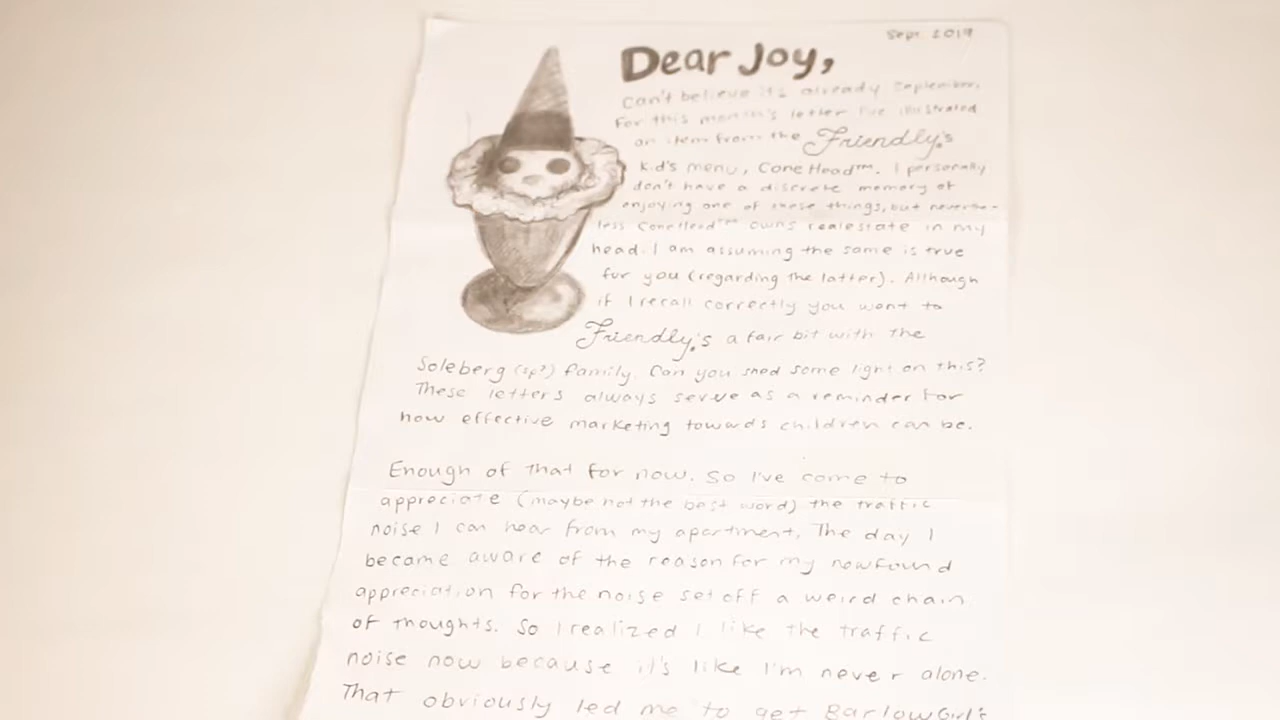 Sept. 2019
Dear Joy,
Can't believe it's already September.
For this month's letter I've illustrated
an item from the Friendly's
kid's menu, Cone Head™. I personally
don't have a discrete memory of
enjoying one of these things, but neverthe-
less ConeHead™ owns real estate in my
head. I am assuming the same is true
for you (regarding the latter). Although
if I recall correctly you went to
Friendly's a fair bit with the
Soleberg (sp?) family. Can you shed some light on this?
These letters always serve as a reminder for
how effective marketing towards children can be.
Enough of that for now. So I've come to
appreciate (maybe not the best word) the traffic
noise I can hear from my apartment. The day I
became aware of the reason for my newfound
appreciation for the noise set off a weird chain
of thoughts. So I realized I like the traffic
noise now because it's like I'm never alone.
That obviously led me to get BarlowGirl's